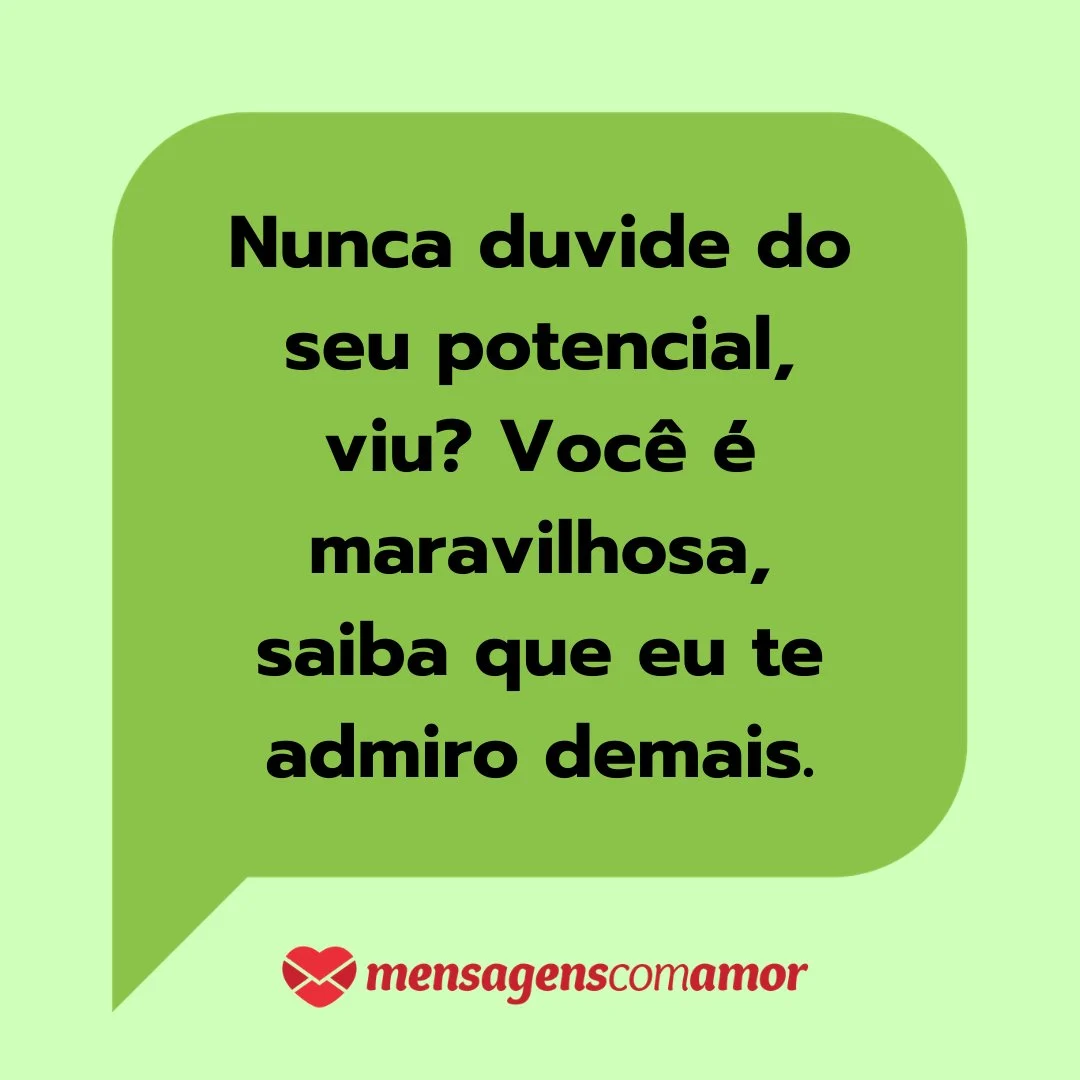 Nunca duvide do
seu potencial,
viu? Você é
maravilhosa,
saiba que eu te
admiro demais.
mensagenscomamor